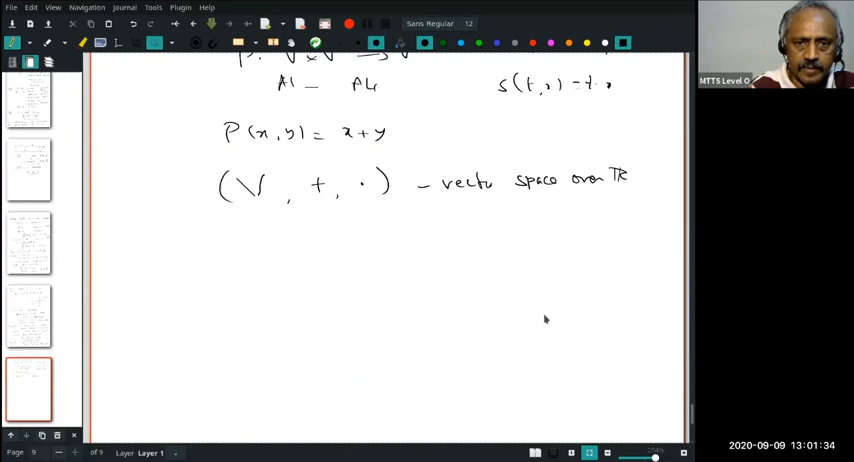 File Edit View Navigation Journal Tools Plugin Help
Sans Regular 12
p: V x V → V
A1 – A4 s(t, x) = t·x
P(x, y) = x + y
(V, +, ·) – vecto space over ℝ
MTTS Level O
2020-09-09 13:01:34
Page 9 of 9 Layer Layer 1